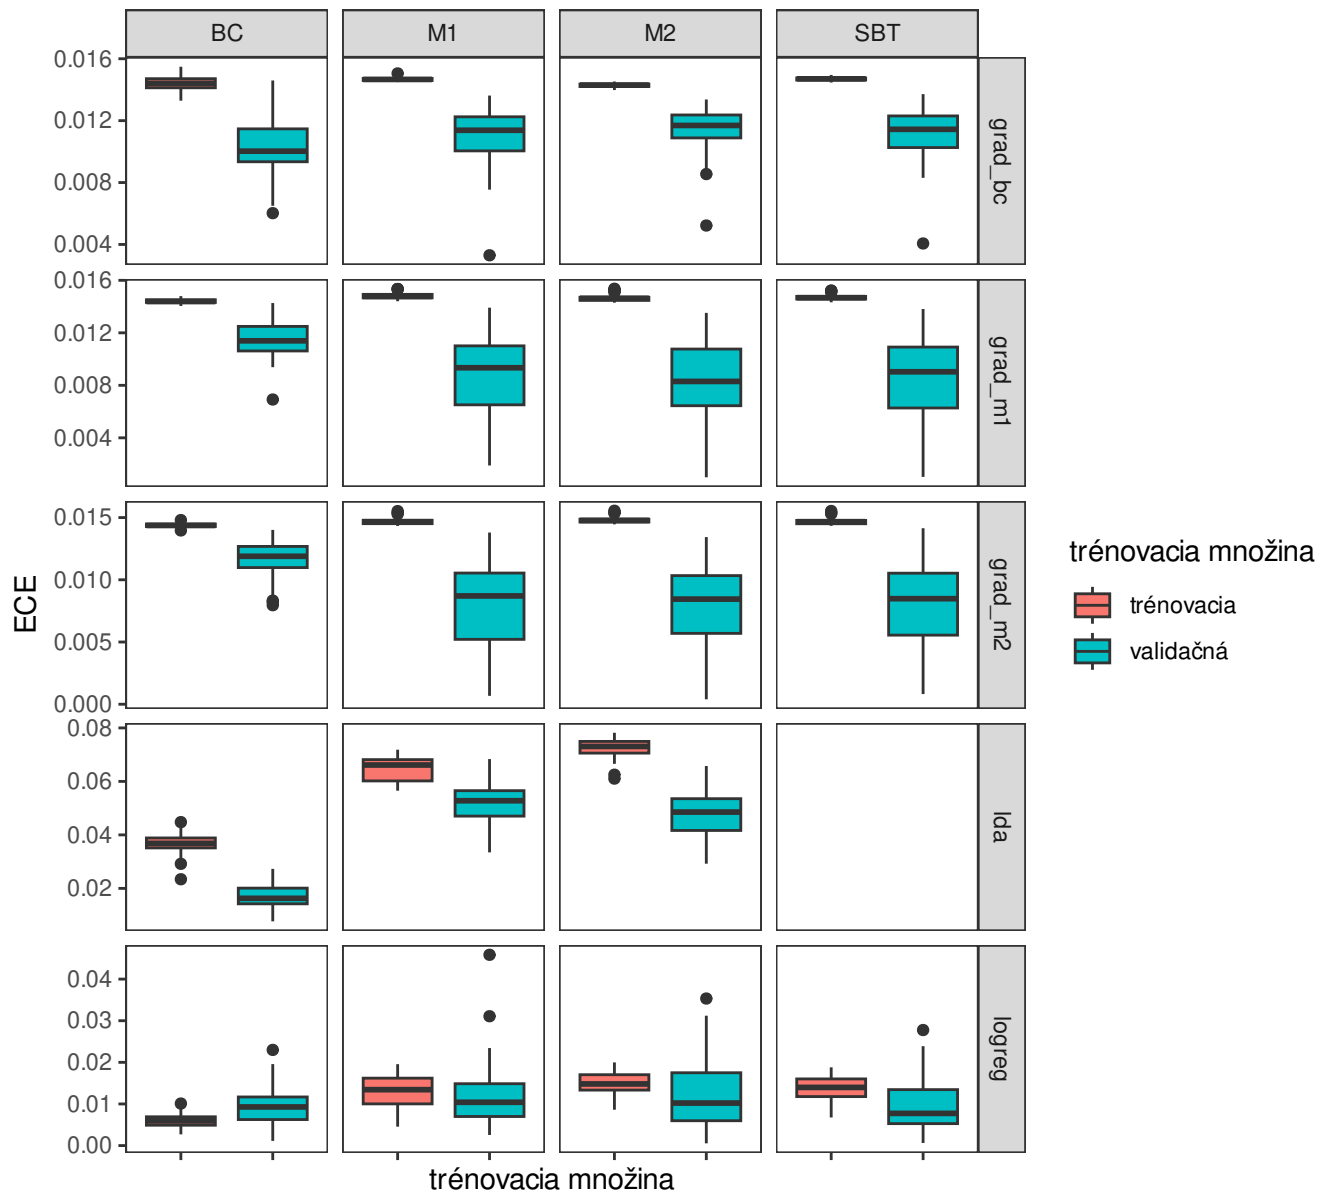 BC M1 M2 SBT
0.016
0.012
0.008
0.004
grad_bc
0.016
0.012
0.008
0.004
grad_m1
0.015
0.010
0.005
0.000
grad_m2
0.08
0.06
0.04
0.02
lda
0.04
0.03
0.02
0.01
0.00
logreg
ECE
trénovacia množina
trénovacia množina
trénovacia
validačná